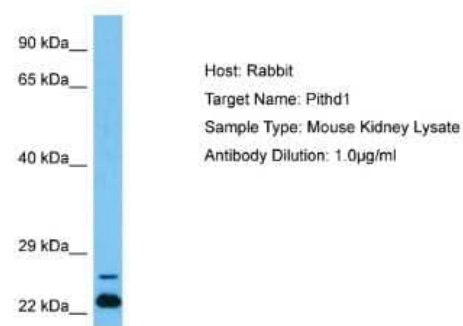 90 kDa
65 kDa
40 kDa
29 kDa
22 kDa
Host: Rabbit
Target Name: Pithd1
Sample Type: Mouse Kidney Lysate
Antibody Dilution: 1.0µg/ml